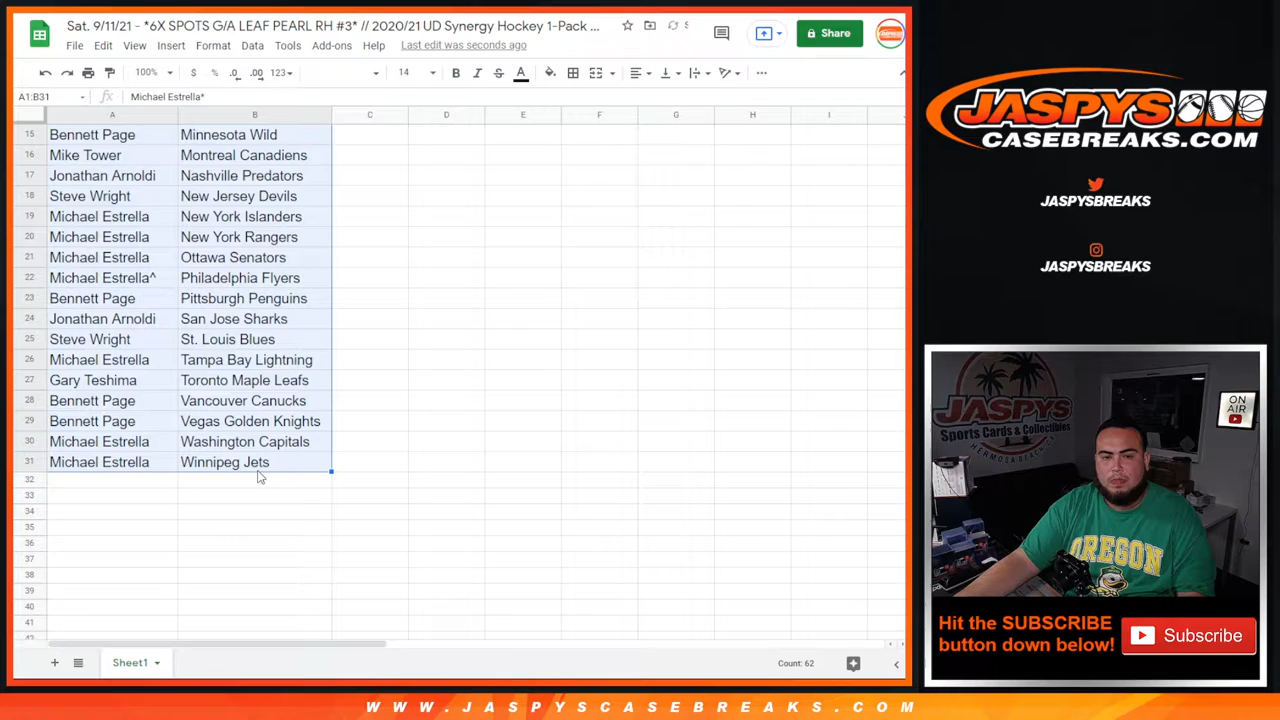 Sat. 9/11/21 - *6X SPOTS G/A LEAF PEARL RH #3* // 2020/21 UD Synergy Hockey 1-Pack ...
File Edit View Insert Format Data Tools Add-ons Help Last edit was seconds ago
Share
100% $ % .0 .00 123 14 B I S A
A1:B31 fx Michael Estrella*
A B C D E F G H I
15 Bennett Page Minnesota Wild
16 Mike Tower Montreal Canadiens
17 Jonathan Arnoldi Nashville Predators
18 Steve Wright New Jersey Devils
19 Michael Estrella New York Islanders
20 Michael Estrella New York Rangers
21 Michael Estrella Ottawa Senators
22 Michael Estrella^ Philadelphia Flyers
23 Bennett Page Pittsburgh Penguins
24 Jonathan Arnoldi San Jose Sharks
25 Steve Wright St. Louis Blues
26 Michael Estrella Tampa Bay Lightning
27 Gary Teshima Toronto Maple Leafs
28 Bennett Page Vancouver Canucks
29 Bennett Page Vegas Golden Knights
30 Michael Estrella Washington Capitals
31 Michael Estrella Winnipeg Jets
32
33
34
35
36
37
38
39
40
41
42
Sheet1
Count: 62
JASPYS
CASEBREAKS.COM
JASPYSBREAKS
JASPYSBREAKS
JASPYS
Sports Cards & Collectibles
HERMOSA BEACH, CA
ON AIR
OREGON
Hit the SUBSCRIBE
button down below!
Subscribe
WWW.JASPYSCASEBREAKS.COM